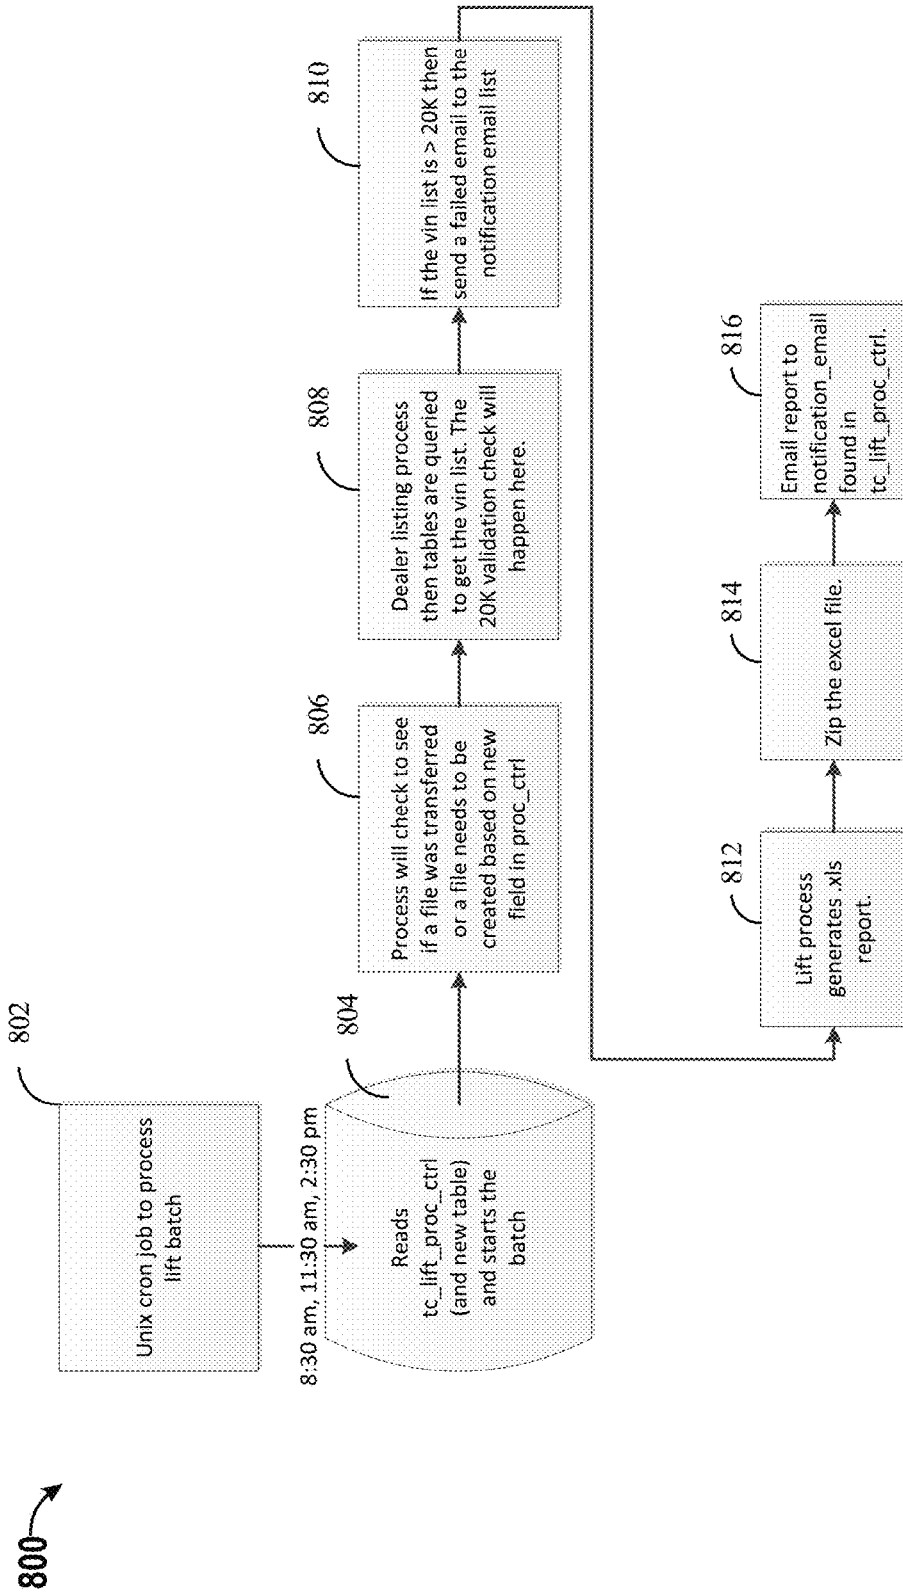 800
802
Unix cron job to process
lift batch
8:30 am, 11:30 am, 2:30 pm
804
Reads
tc_lift_proc_ctrl
(and new table)
and starts the
batch
806
Process will check to see
if a file was transferred
or a file needs to be
created based on new
field in proc_ctrl
808
Dealer listing process
then tables are queried
to get the vin list. The
20K validation check will
happen here.
810
If the vin list is > 20K then
send a failed email to the
notification email list
812
Lift process
generates .xls
report.
814
Zip the excel file.
816
Email report to
notification_email
found in
tc_lift_proc_ctrl.